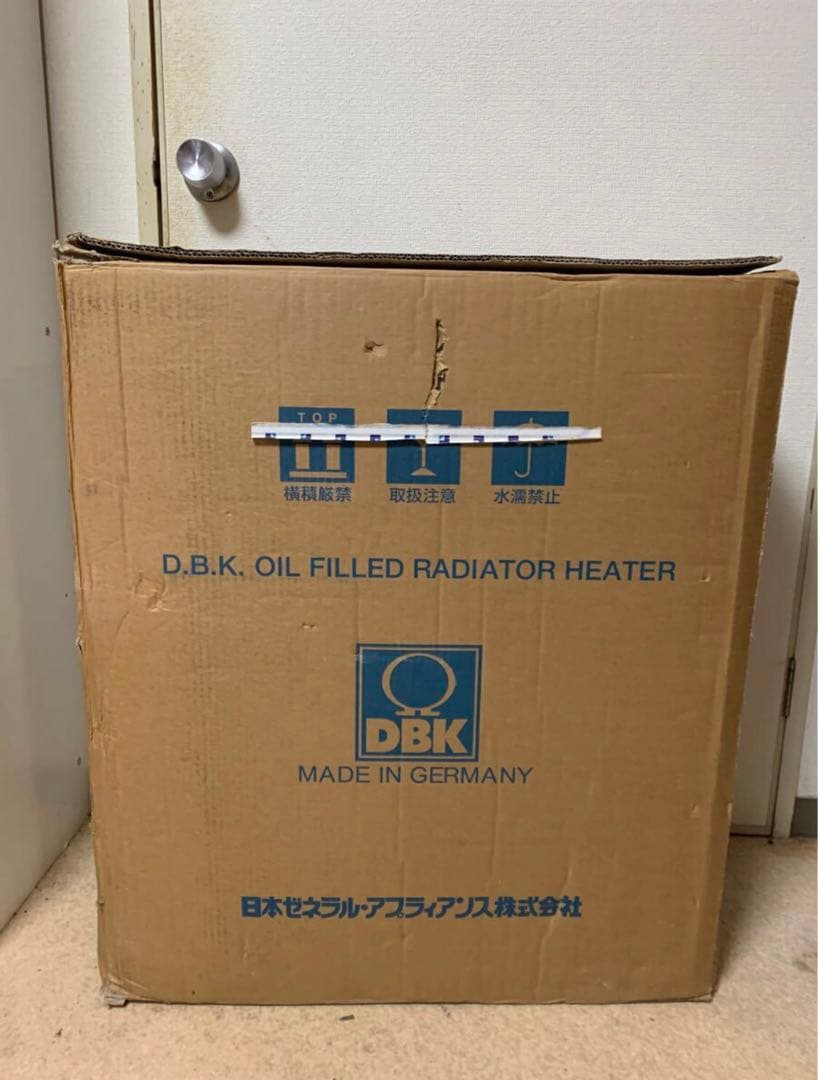 TOP
横積厳禁 取扱注意 水濡禁止
D.B.K. OIL FILLED RADIATOR HEATER
DBK
MADE IN GERMANY
日本ゼネラル・アプライアンス株式会社